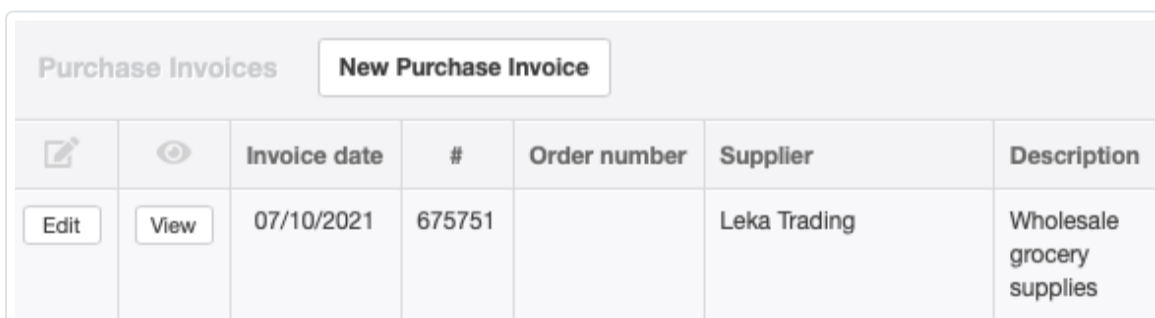 Purchase Invoices New Purchase Invoice
Invoice date # Order number Supplier Description
Edit View 07/10/2021 675751 Leka Trading Wholesale
grocery
supplies